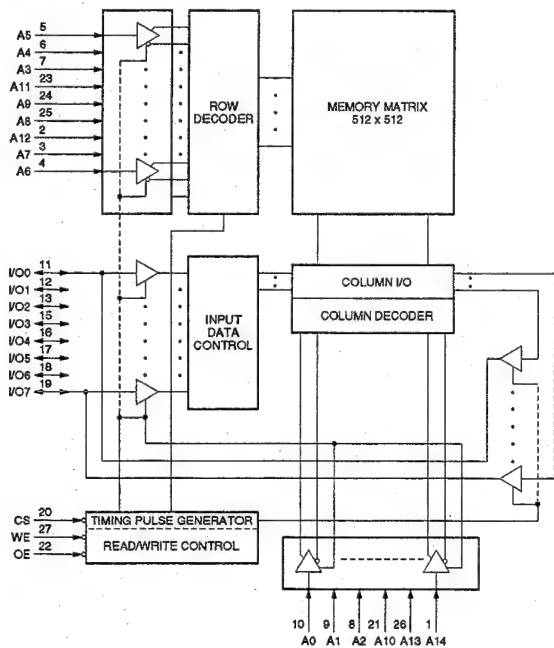 A5 5
A4 6
A3 7
A11 23
A9 24
A8 25
A12 2
A7 3
A6 4
ROW
DECODER
MEMORY MATRIX
512 x 512
I/O0 11
I/O1 12
I/O2 13
I/O3 15
I/O4 16
I/O5 17
I/O6 18
I/O7 19
INPUT
DATA
CONTROL
COLUMN I/O
COLUMN DECODER
CS 20
WE 27
OE 22
TIMING PULSE GENERATOR
READ/WRITE CONTROL
10 9 8 21 26 1
A0 A1 A2 A10 A13 A14